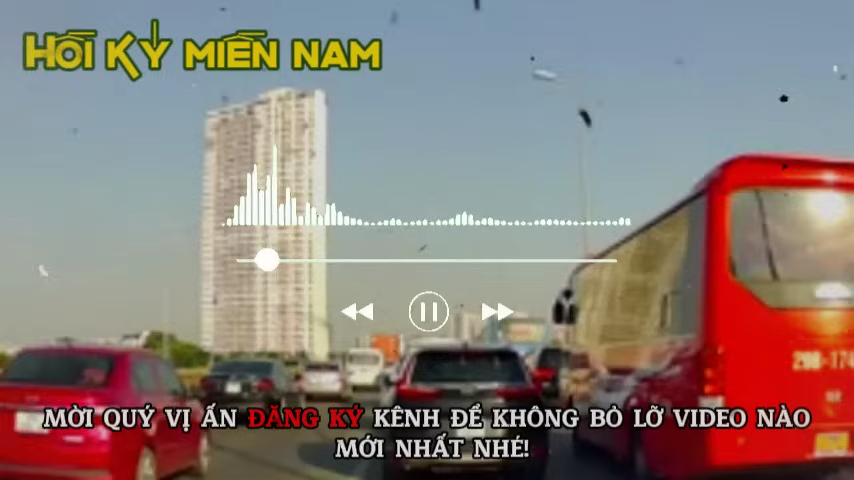 HỒI KÝ MIỀN NAM
MỜI QUÝ VỊ ẤN ĐĂNG KÝ KÊNH ĐỂ KHÔNG BỎ LỠ VIDEO NÀO
MỚI NHẤT NHÉ!